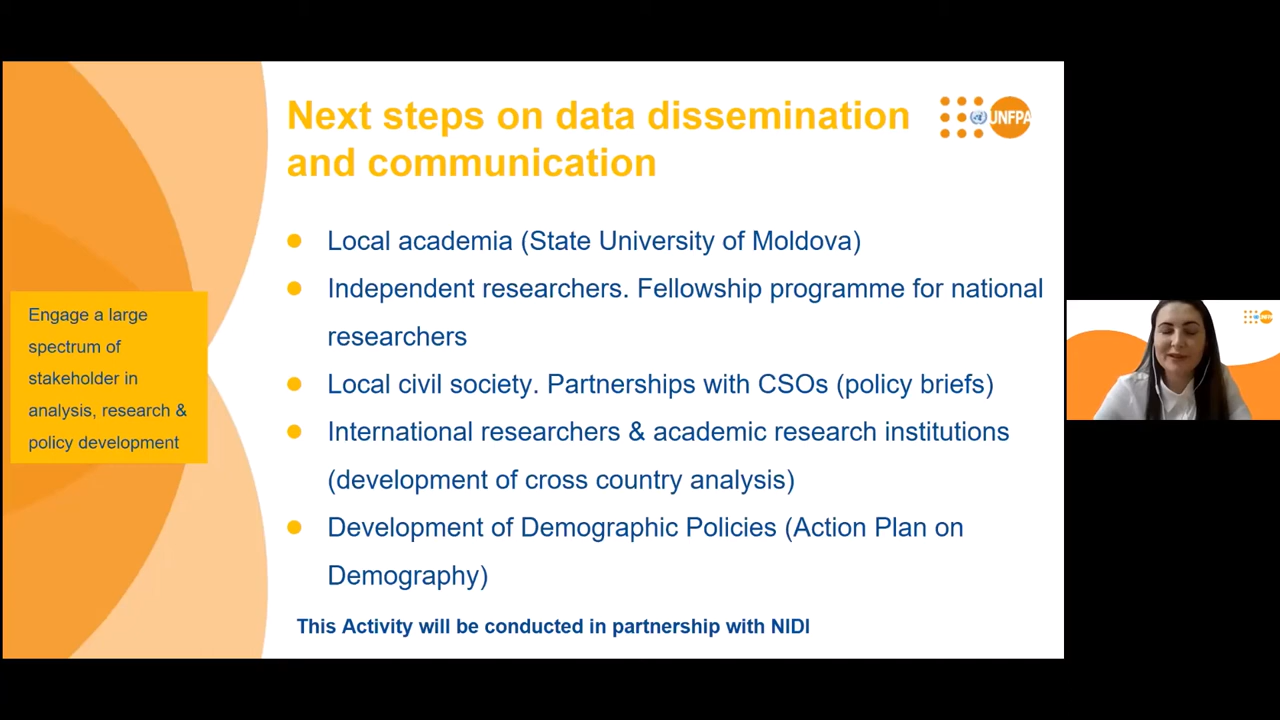 Next steps on data dissemination
and communication
UNFPA
Local academia (State University of Moldova)
Independent researchers. Fellowship programme for national
researchers
Local civil society. Partnerships with CSOs (policy briefs)
International researchers & academic research institutions
(development of cross country analysis)
Development of Demographic Policies (Action Plan on
Demography)
This Activity will be conducted in partnership with NIDI
Engage a large
spectrum of
stakeholder in
analysis, research &
policy development